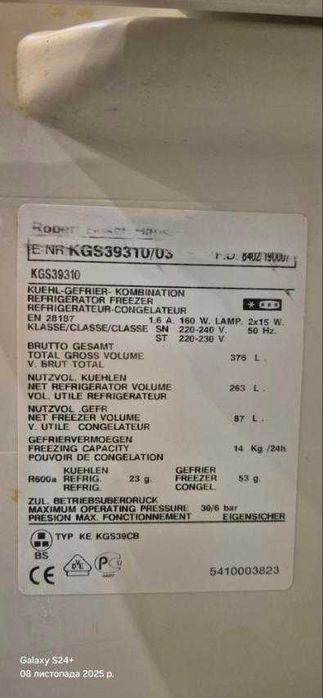 Robert
E-NR KGS39310/03 F.D. 8402 190007
KGS39310
KUEHL-GEFRIER- KOMBINATION
REFRIGERATOR FREEZER
REFRIGERATEUR-CONGELATEUR
EN 28187 1,6 A. 160 W. LAMP. 2x15 W.
KLASSE/CLASSE/CLASSE SN 220-240 V. 50 Hz.
ST 220-230 V
BRUTTO GESAMT
TOTAL GROSS VOLUME 376 L.
V. BRUT TOTAL
NUTZVOL. KUEHLEN
NET REFRIGERATOR VOLUME 263 L.
VOL. UTILE REFRIGERATEUR
NUTZVOL .GEFR
NET FREEZER VOLUME 87 L.
V. UTILE CONGELATEUR
GEFRIERVERMOEGEN
FREEZING CAPACITY 14 Kg /24h
POUVOIR DE CONGELATION
KUEHLEN GEFRIER
R600a REFRIG. 23 g. FREEZER 53 g.
REFRIG. CONGEL.
ZUL. BETRIEBSUBERDRUCK
MAXIMUM OPERATING PRESSURE 30/6 bar
PRESION MAX. FONCTIONNEMENT EIGENSICHER
TYP KE KGS39CB
BS
CE DVE PC
5410003823
Galaxy S24+
08 листопада 2025 р.